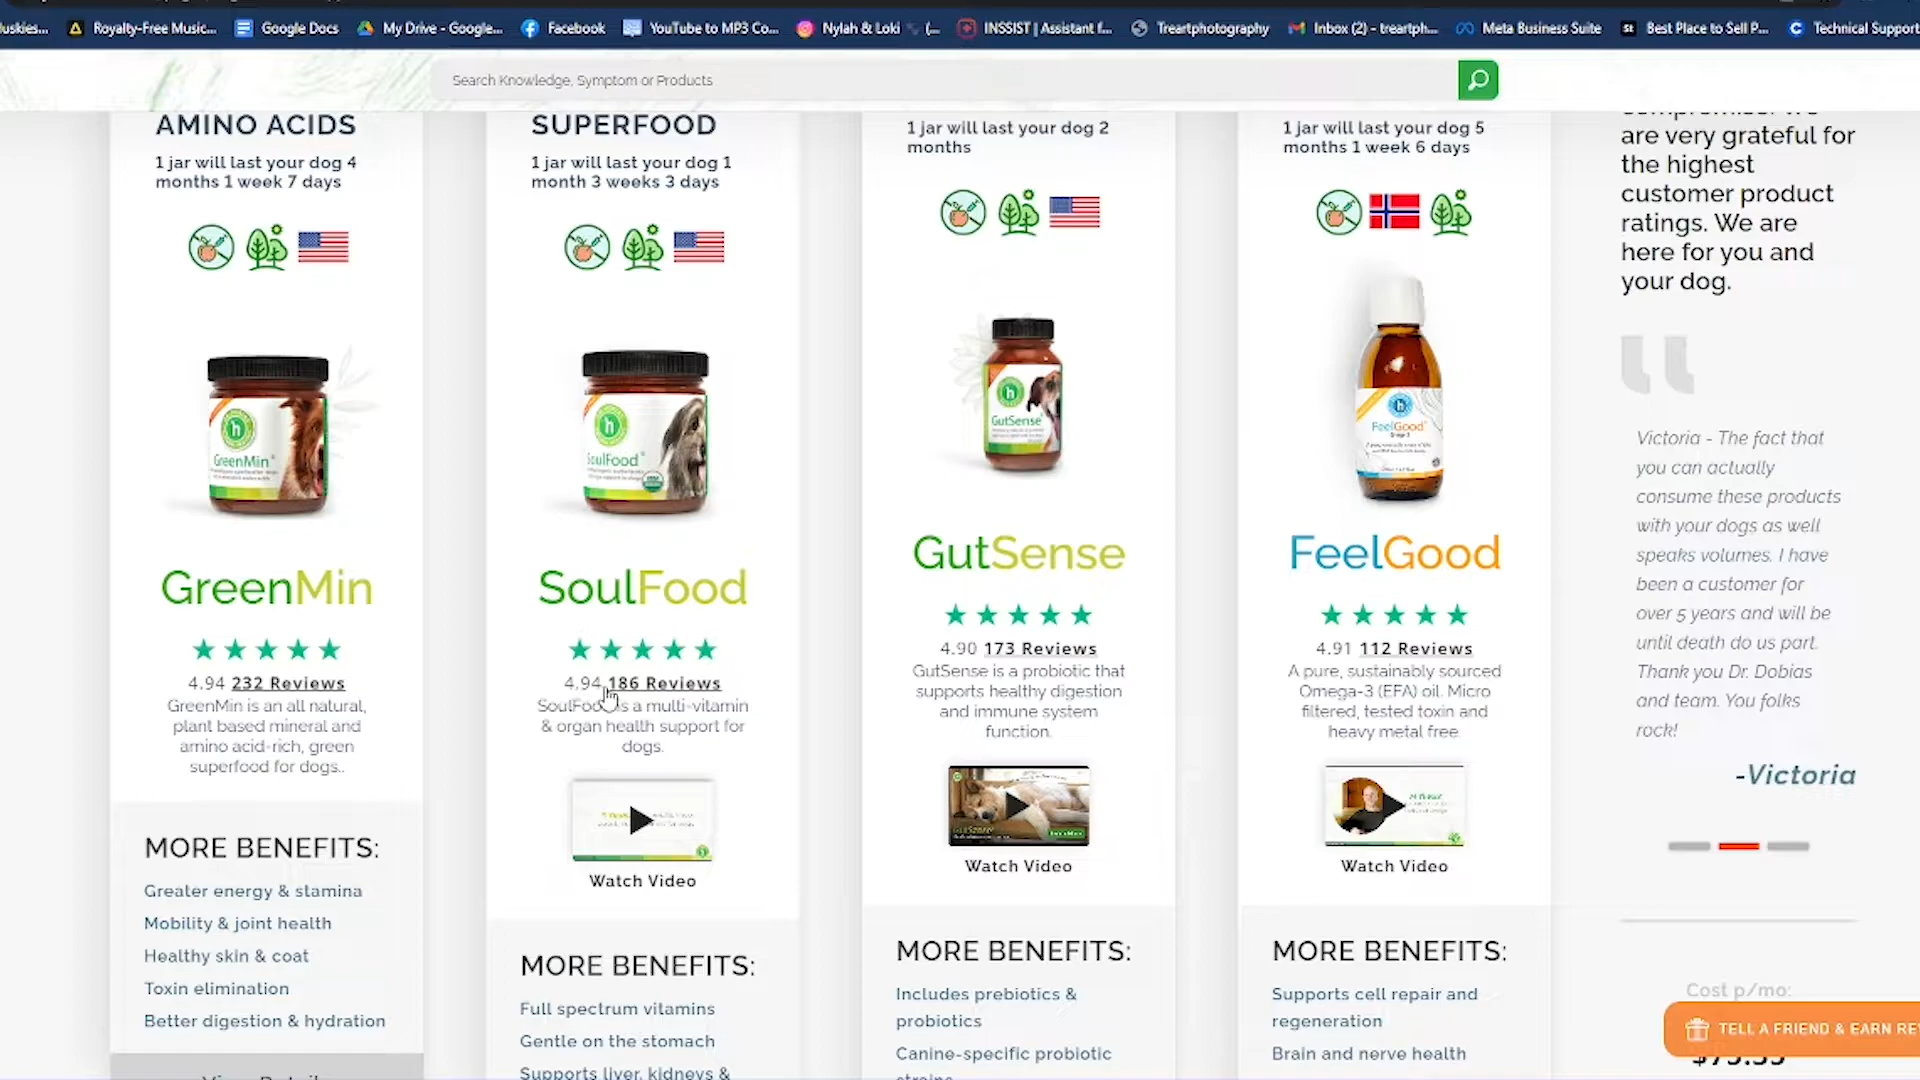 uskies...
Royalty-Free Music...
Google Docs
My Drive - Google...
Facebook
YouTube to MP3 Co...
Nylah & Loki
(...
INSSIST | Assistant f...
Treartphotography
Inbox (2) - treartph...
Meta Business Suite
Best Place to Sell P...
Technical Support
Search Knowledge, Symptom or Products
AMINO ACIDS
1 jar will last your dog 4
months 1 week 7 days
GreenMin
GreenMin
4.94 232 Reviews
GreenMin is an all natural,
plant based mineral and
amino acid-rich, green
superfood for dogs..
MORE BENEFITS:
Greater energy & stamina
Mobility & joint health
Healthy skin & coat
Toxin elimination
Better digestion & hydration
SUPERFOOD
1 jar will last your dog 1
month 3 weeks 3 days
SoulFood
SoulFood
4.94 186 Reviews
SoulFood is a multi-vitamin
& organ health support for
dogs.
Watch Video
MORE BENEFITS:
Full spectrum vitamins
Gentle on the stomach
Supports liver, kidneys &
1 jar will last your dog 2
months
GutSense
GutSense
4.90 173 Reviews
GutSense is a probiotic that
supports healthy digestion
and immune system
function.
GutSense
Watch Video
MORE BENEFITS:
Includes prebiotics &
probiotics
Canine-specific probiotic
strains
1 jar will last your dog 5
months 1 week 6 days
FeelGood
Omega-3
FeelGood
4.91 112 Reviews
A pure, sustainably sourced
Omega-3 (EFA) oil. Micro
filtered, tested toxin and
heavy metal free
Watch Video
MORE BENEFITS:
Supports cell repair and
regeneration
Brain and nerve health
are very grateful for
the highest
customer product
ratings. We are
here for you and
your dog.
Victoria - The fact that
you can actually
consume these products
with your dogs as well
speaks volumes. I have
been a customer for
over 5 years and will be
until death do us part.
Thank you Dr. Dobias
and team. You folks
rock!
-Victoria
Cost p/mo:
TELL A FRIEND & EARN RE